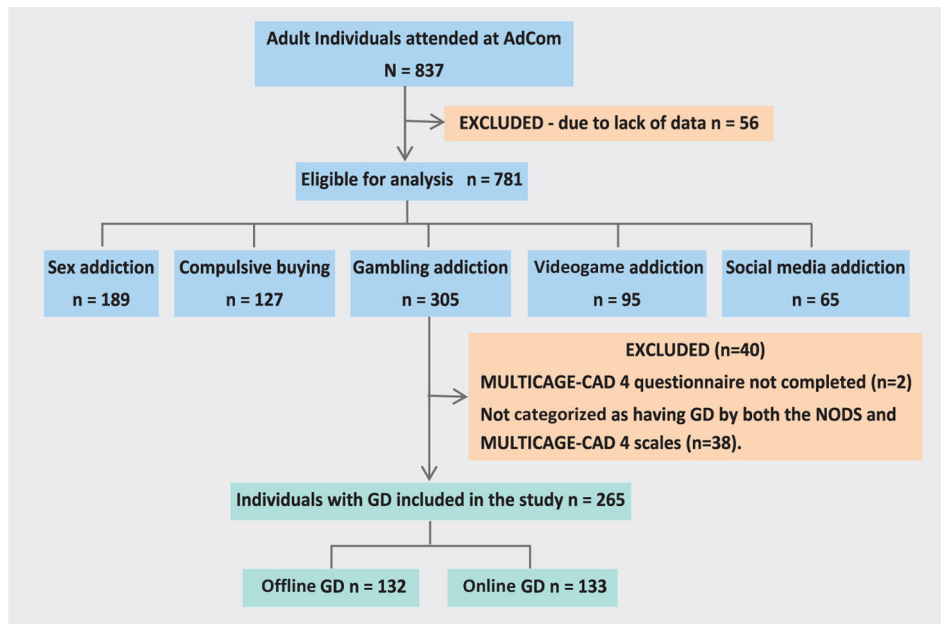 Adult Individuals attended at AdCom
N = 837
EXCLUDED - due to lack of data n = 56
Eligible for analysis n = 781
Sex addiction
n = 189
Compulsive buying
n = 127
Gambling addiction
n = 305
Videogame addiction
n = 95
Social media addiction
n = 65
EXCLUDED (n=40)
MULTICAGE-CAD 4 questionnaire not completed (n=2)
Not categorized as having GD by both the NODS and
MULTICAGE-CAD 4 scales (n=38).
Individuals with GD included in the study n = 265
Offline GD n = 132
Online GD n = 133